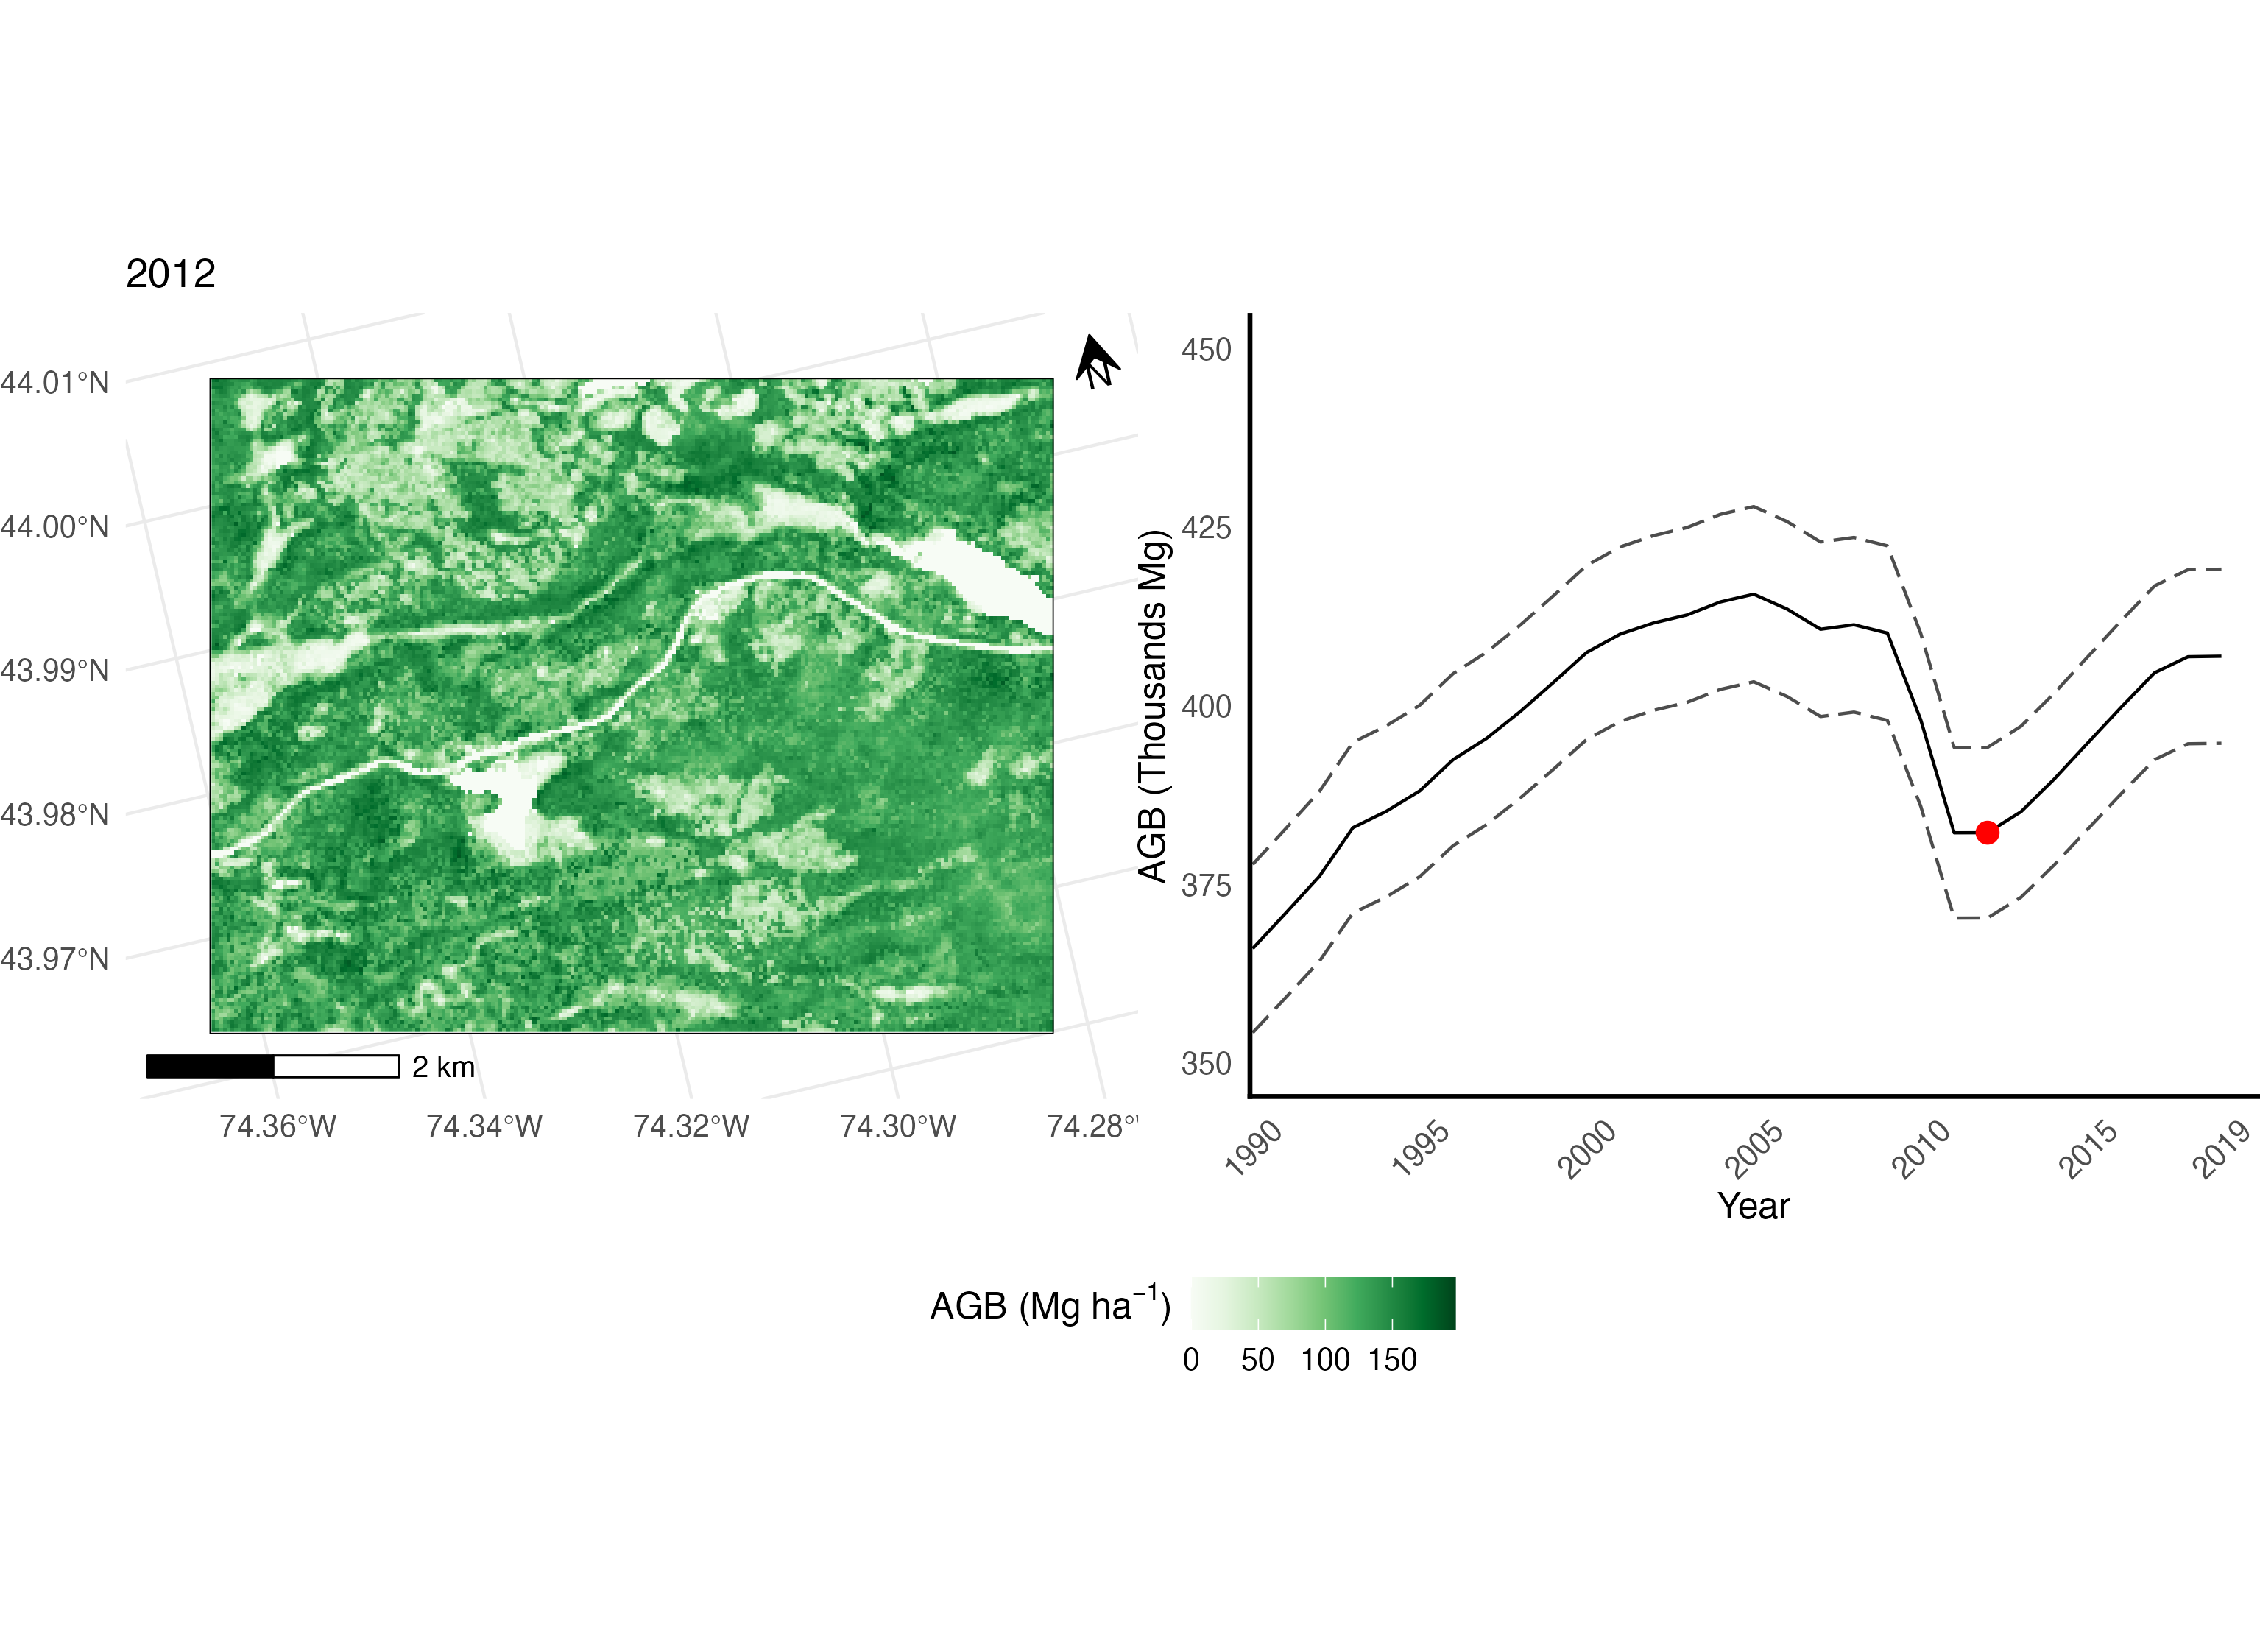 2012
44.01°N
44.00°N
43.99°N
43.98°N
43.97°N
N
2 km
74.36°W
74.34°W
74.32°W
74.30°W
74.28°
AGB (Thousands Mg)
450
425
400
375
350
1990
1995
2000
2005
2010
2015
2019
Year
AGB (Mg ha⁻¹)
0 50 100 150